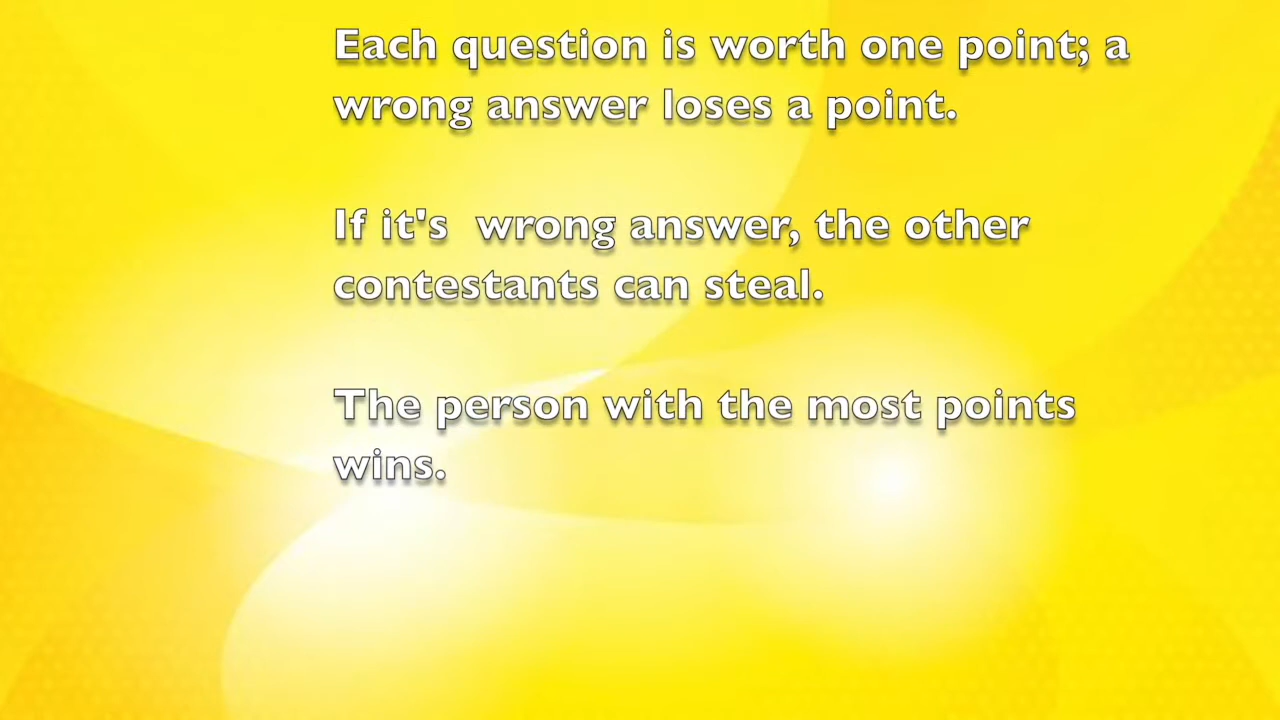 Each question is worth one point; a
wrong answer loses a point.
If it's  wrong answer, the other
contestants can steal.
The person with the most points
wins.